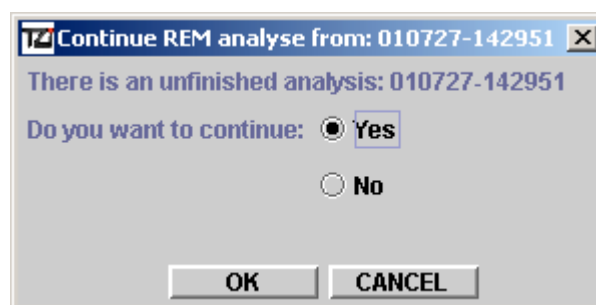 TZ Continue REM analyse from: 010727-142951
There is an unfinished analysis: 010727-142951
Do you want to continue: Yes
No
OK CANCEL